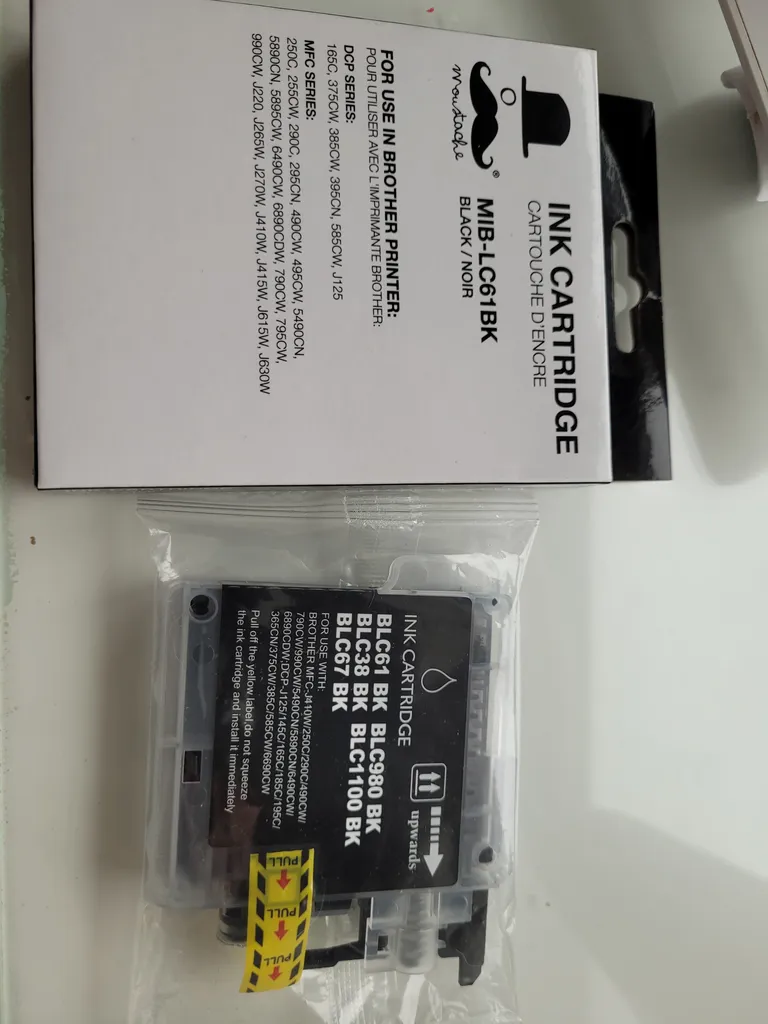 INK CARTRIDGE
CARTOUCHE D'ENCRE
moustache®
MIB-LC61BK
BLACK / NOIR
FOR USE IN BROTHER PRINTER:
POUR UTILISER AVEC L'IMPRIMANTE BROTHER:
DCP SERIES:
165C, 375CW, 385CW, 395CN, 585CW, J125
MFC SERIES:
250C, 255CW, 290C, 295CN, 490CW, 495CW, 5490CN,
5890CN, 5895CW, 6490CW, 6890CDW, 790CW, 795CW,
990CW, J220, J265W, J270W, J410W, J415W, J615W, J630W
INK CARTRIDGE
upwards
BLC61 BK BLC980 BK
BLC38 BK BLC1100 BK
BLC67 BK
FOR USE WITH:
BROTHER MFC-J410W/250C/290C/490CW/
790CW/990CW/5490CN/5890CN/6490CW/
6890CDW;DCP-J125/145C/165C/185C/195C/
365CN/375CW/385C/585CW/6690CW
Pull off the yellow label,do not squeeze
the ink cartridge and install it immediately
PULL
PULL
PULL